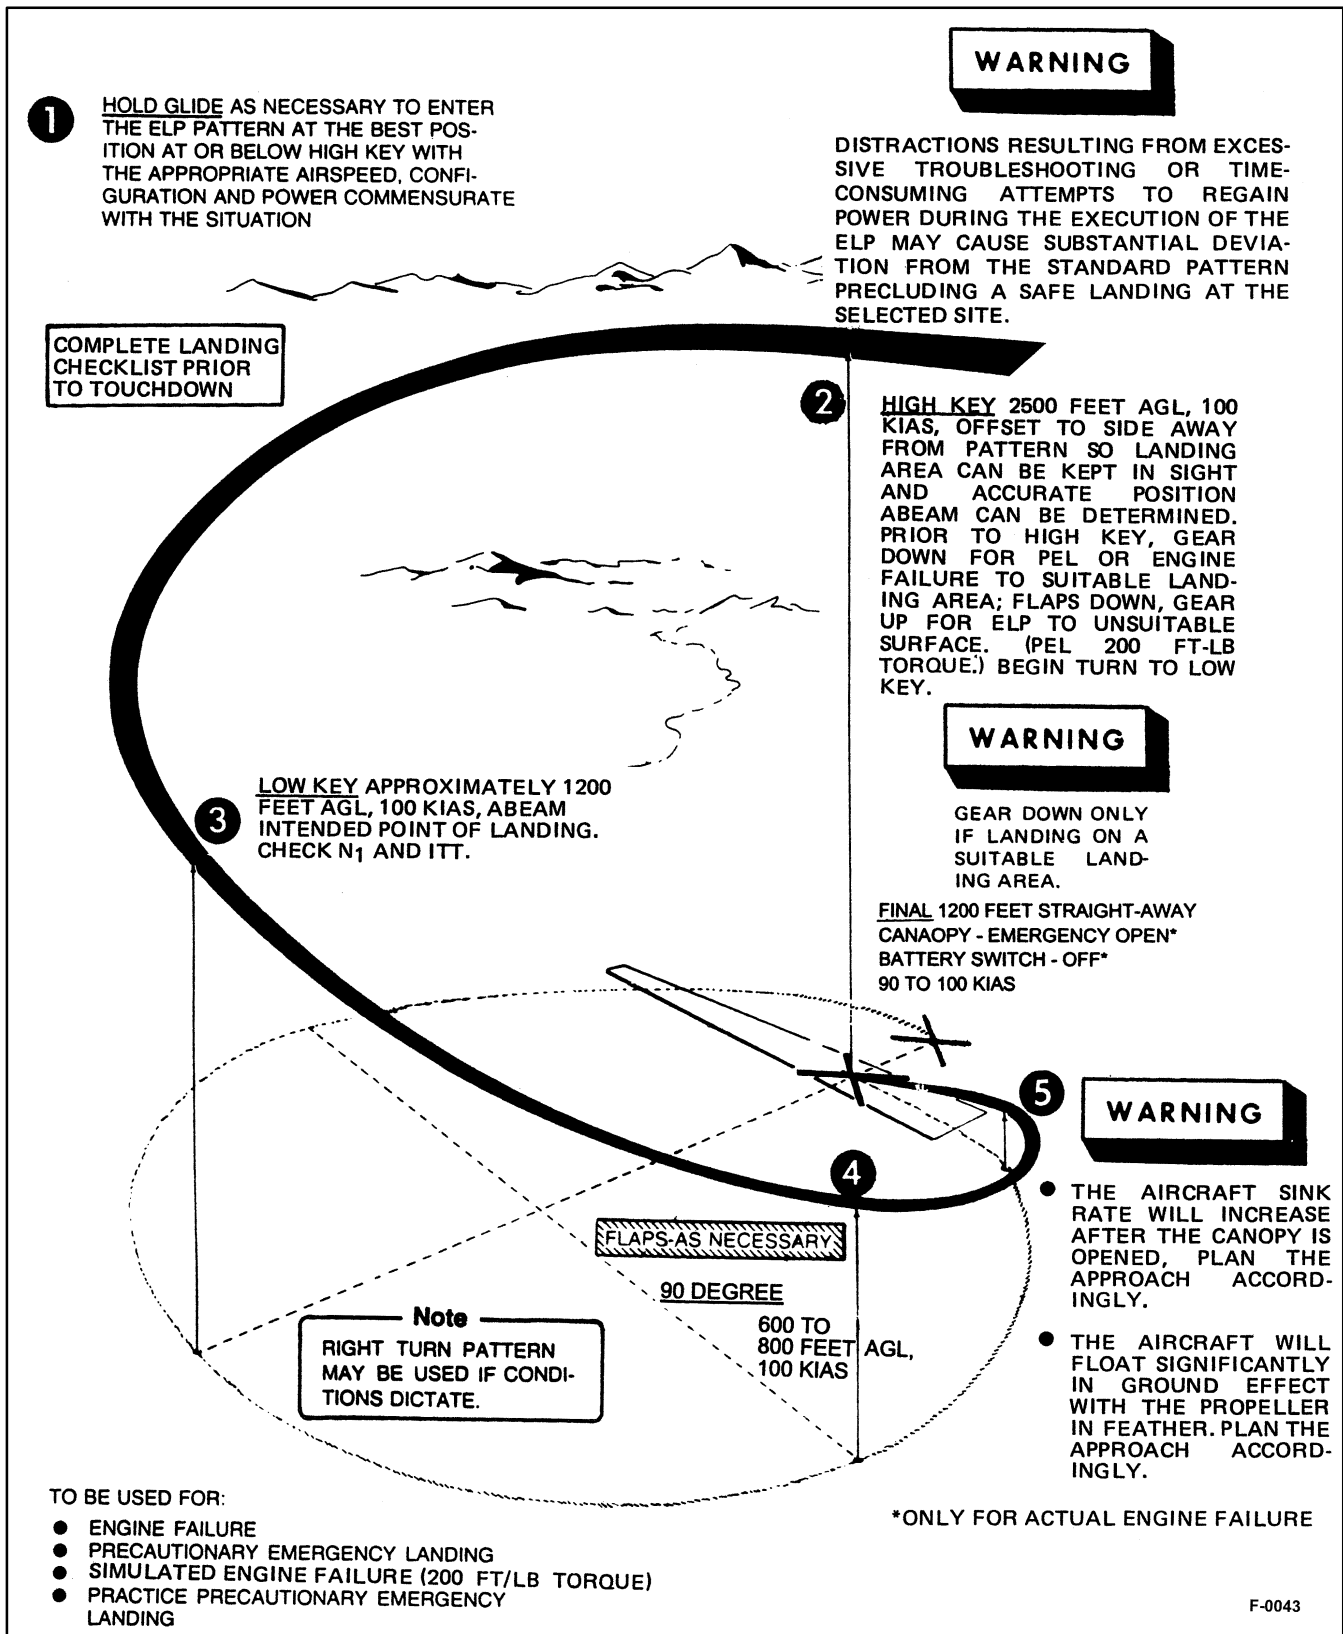 1
HOLD GLIDE AS NECESSARY TO ENTER
THE ELP PATTERN AT THE BEST POS-
ITION AT OR BELOW HIGH KEY WITH
THE APPROPRIATE AIRSPEED, CONFI-
GURATION AND POWER COMMENSURATE
WITH THE SITUATION
WARNING
DISTRACTIONS RESULTING FROM EXCES-
SIVE TROUBLESHOOTING OR TIME-
CONSUMING ATTEMPTS TO REGAIN
POWER DURING THE EXECUTION OF THE
ELP MAY CAUSE SUBSTANTIAL DEVIA-
TION FROM THE STANDARD PATTERN
PRECLUDING A SAFE LANDING AT THE
SELECTED SITE.
COMPLETE LANDING
CHECKLIST PRIOR
TO TOUCHDOWN
2
HIGH KEY 2500 FEET AGL, 100
KIAS, OFFSET TO SIDE AWAY
FROM PATTERN SO LANDING
AREA CAN BE KEPT IN SIGHT
AND ACCURATE POSITION
ABEAM CAN BE DETERMINED.
PRIOR TO HIGH KEY, GEAR
DOWN FOR PEL OR ENGINE
FAILURE TO SUITABLE LAND-
ING AREA; FLAPS DOWN, GEAR
UP FOR ELP TO UNSUITABLE
SURFACE. (PEL 200 FT-LB
TORQUE.) BEGIN TURN TO LOW
KEY.
WARNING
GEAR DOWN ONLY
IF LANDING ON A
SUITABLE LAND-
ING AREA.
3
LOW KEY APPROXIMATELY 1200
FEET AGL, 100 KIAS, ABEAM
INTENDED POINT OF LANDING.
CHECK N1 AND ITT.
FINAL 1200 FEET STRAIGHT-AWAY
CANAOPY - EMERGENCY OPEN*
BATTERY SWITCH - OFF*
90 TO 100 KIAS
5
WARNING
THE AIRCRAFT SINK
RATE WILL INCREASE
AFTER THE CANOPY IS
OPENED, PLAN THE
APPROACH ACCORD-
INGLY.
THE AIRCRAFT WILL
FLOAT SIGNIFICANTLY
IN GROUND EFFECT
WITH THE PROPELLER
IN FEATHER. PLAN THE
APPROACH ACCORD-
INGLY.
4
FLAPS-AS NECESSARY
90 DEGREE
600 TO
800 FEET AGL,
100 KIAS
Note
RIGHT TURN PATTERN
MAY BE USED IF CONDI-
TIONS DICTATE.
TO BE USED FOR:
ENGINE FAILURE
PRECAUTIONARY EMERGENCY LANDING
SIMULATED ENGINE FAILURE (200 FT/LB TORQUE)
PRACTICE PRECAUTIONARY EMERGENCY
LANDING
*ONLY FOR ACTUAL ENGINE FAILURE
F-0043